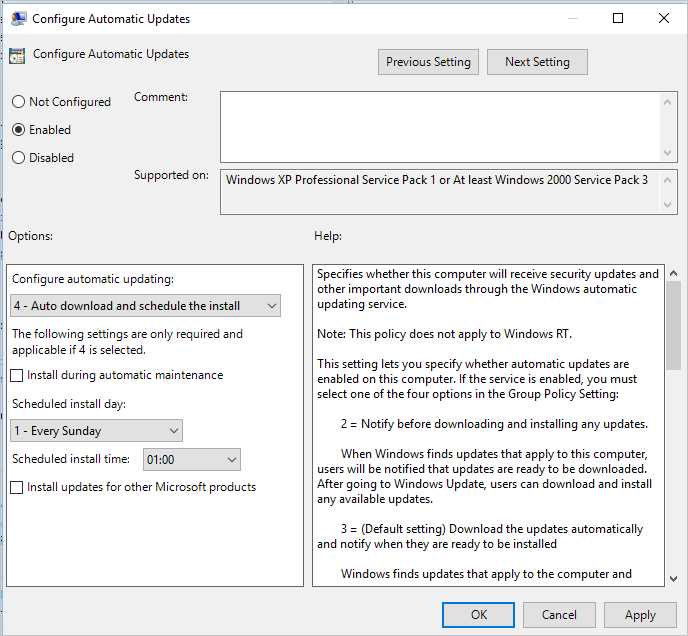 Configure Automatic Updates
Configure Automatic Updates
Previous Setting
Next Setting
Not Configured
Enabled
Disabled
Comment:
Supported on:
Windows XP Professional Service Pack 1 or At least Windows 2000 Service Pack 3
Options:
Help:
Configure automatic updating:
4 - Auto download and schedule the install
The following settings are only required and
applicable if 4 is selected.
Install during automatic maintenance
Scheduled install day:
1 - Every Sunday
Scheduled install time:
01:00
Install updates for other Microsoft products
Specifies whether this computer will receive security updates and
other important downloads through the Windows automatic
updating service.
Note: This policy does not apply to Windows RT.
This setting lets you specify whether automatic updates are
enabled on this computer. If the service is enabled, you must
select one of the four options in the Group Policy Setting:
2 = Notify before downloading and installing any updates.
When Windows finds updates that apply to this computer,
users will be notified that updates are ready to be downloaded.
After going to Windows Update, users can download and install
any available updates.
3 = (Default setting) Download the updates automatically
and notify when they are ready to be installed
Windows finds updates that apply to the computer and
OK
Cancel
Apply